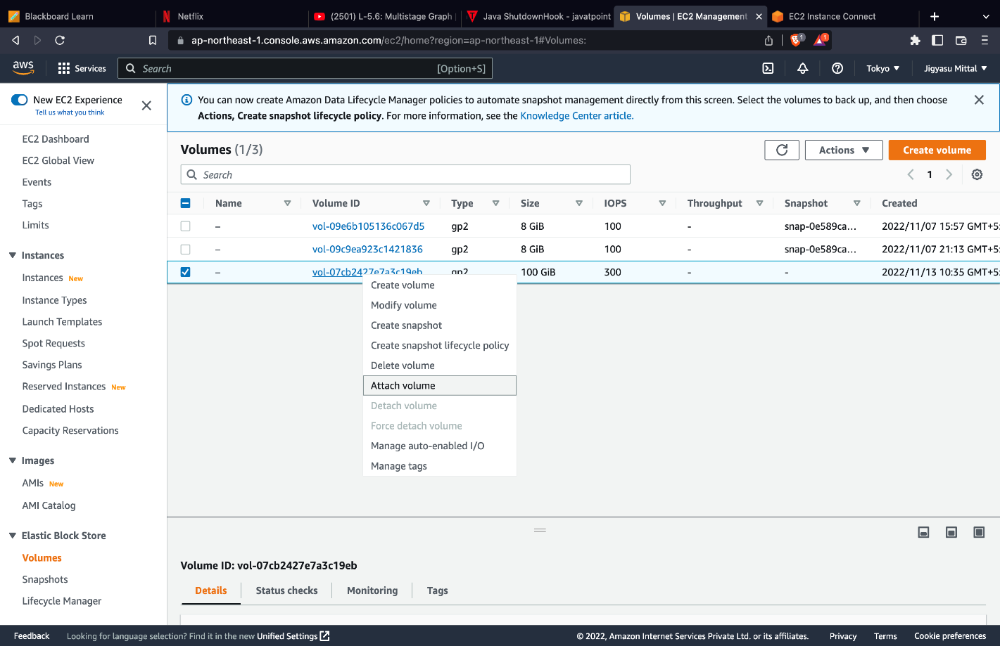 Blackboard Learn
Netflix
(2501) L-5.6: Multistage Graph
Java ShutdownHook - javatpoint
Volumes | EC2 Management
EC2 Instance Connect
ap-northeast-1.console.aws.amazon.com/ec2/home?region=ap-northeast-1#Volumes:
1
1
aws
Services
Search
[Option+S]
Tokyo
Jigyasu Mittal
New EC2 Experience
Tell us what you think
EC2 Dashboard
EC2 Global View
Events
Tags
Limits
Instances
Instances New
Instance Types
Launch Templates
Spot Requests
Savings Plans
Reserved Instances New
Dedicated Hosts
Capacity Reservations
Images
AMIs New
AMI Catalog
Elastic Block Store
Volumes
Snapshots
Lifecycle Manager
You can now create Amazon Data Lifecycle Manager policies to automate snapshot management directly from this screen. Select the volumes to back up, and then choose
Actions, Create snapshot lifecycle policy. For more information, see the Knowledge Center article.
Volumes (1/3)
Actions
Create volume
Search
1
Name Volume ID Type Size IOPS Throughput Snapshot Created
– vol-09e6b105136c067d5 gp2 8 GiB 100 - snap-0e589ca... 2022/11/07 15:57 GMT+5:
– vol-09c9ea923c1421836 gp2 8 GiB 100 - snap-0e589ca... 2022/11/07 21:13 GMT+5:
– vol-07cb2427e7a3c19eb gp2 100 GiB 300 - - 2022/11/13 10:35 GMT+5:
Create volume
Modify volume
Create snapshot
Create snapshot lifecycle policy
Delete volume
Attach volume
Detach volume
Force detach volume
Manage auto-enabled I/O
Manage tags
Volume ID: vol-07cb2427e7a3c19eb
Details
Status checks
Monitoring
Tags
Feedback
Looking for language selection? Find it in the new Unified Settings
© 2022, Amazon Internet Services Private Ltd. or its affiliates.
Privacy
Terms
Cookie preferences